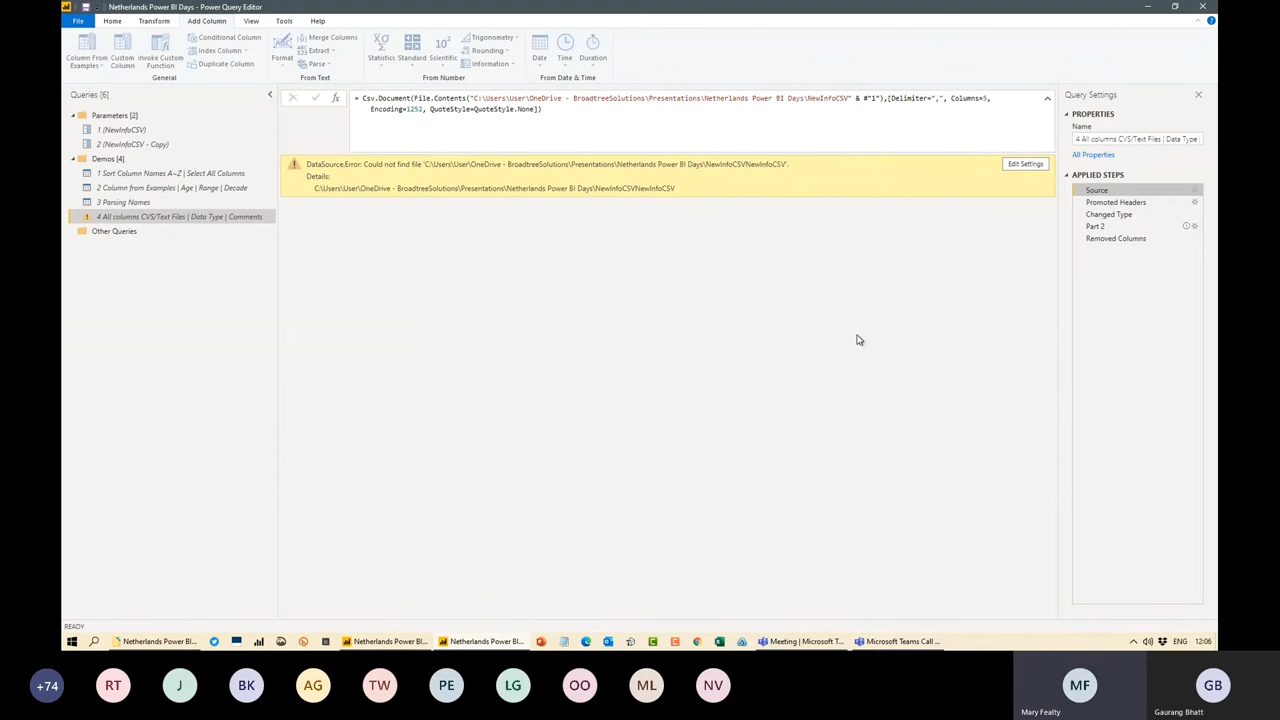 Netherlands Power BI Days - Power Query Editor
File Home Transform Add Column View Tools Help
Column From Examples
Custom Column
Invoke Custom Function
Conditional Column
Index Column
Duplicate Column
General
Format
Merge Columns
Extract
Parse
From Text
Statistics
Standard
Scientific
Trigonometry
Rounding
Information
From Number
Date
Time
Duration
From Date & Time
Queries [6]
Parameters [2]
1 (NewInfoCSV)
2 (NewInfoCSV - Copy)
Demos [4]
1 Sort Column Names A~Z | Select All Columns
2 Column from Examples | Age | Range | Decade
3 Parsing Names
4 All columns CVS/Text Files | Data Type | Comments
Other Queries
= Csv.Document(File.Contents("C:\Users\User\OneDrive - BroadtreeSolutions\Presentations\Netherlands Power BI Days\NewInfoCSV" & #"1"),[Delimiter=",", Columns=5,
Encoding=1252, QuoteStyle=QuoteStyle.None])
DataSource.Error: Could not find file 'C:\Users\User\OneDrive - BroadtreeSolutions\Presentations\Netherlands Power BI Days\NewInfoCSVNewInfoCSV'.
Details:
C:\Users\User\OneDrive - BroadtreeSolutions\Presentations\Netherlands Power BI Days\NewInfoCSVNewInfoCSV
Edit Settings
Query Settings
PROPERTIES
Name
4 All columns CVS/Text Files | Data Type |
All Properties
APPLIED STEPS
Source
Promoted Headers
Changed Type
Part 2
Removed Columns
READY
Netherlands Power BI... Netherlands Power BI... Netherlands Power BI... Meeting | Microsoft T... Microsoft Teams Call ... ENG 12:06
+74 RT J BK AG TW PE LG OO ML NV MF GB
Mary Fealty
Gaurang Bhatt